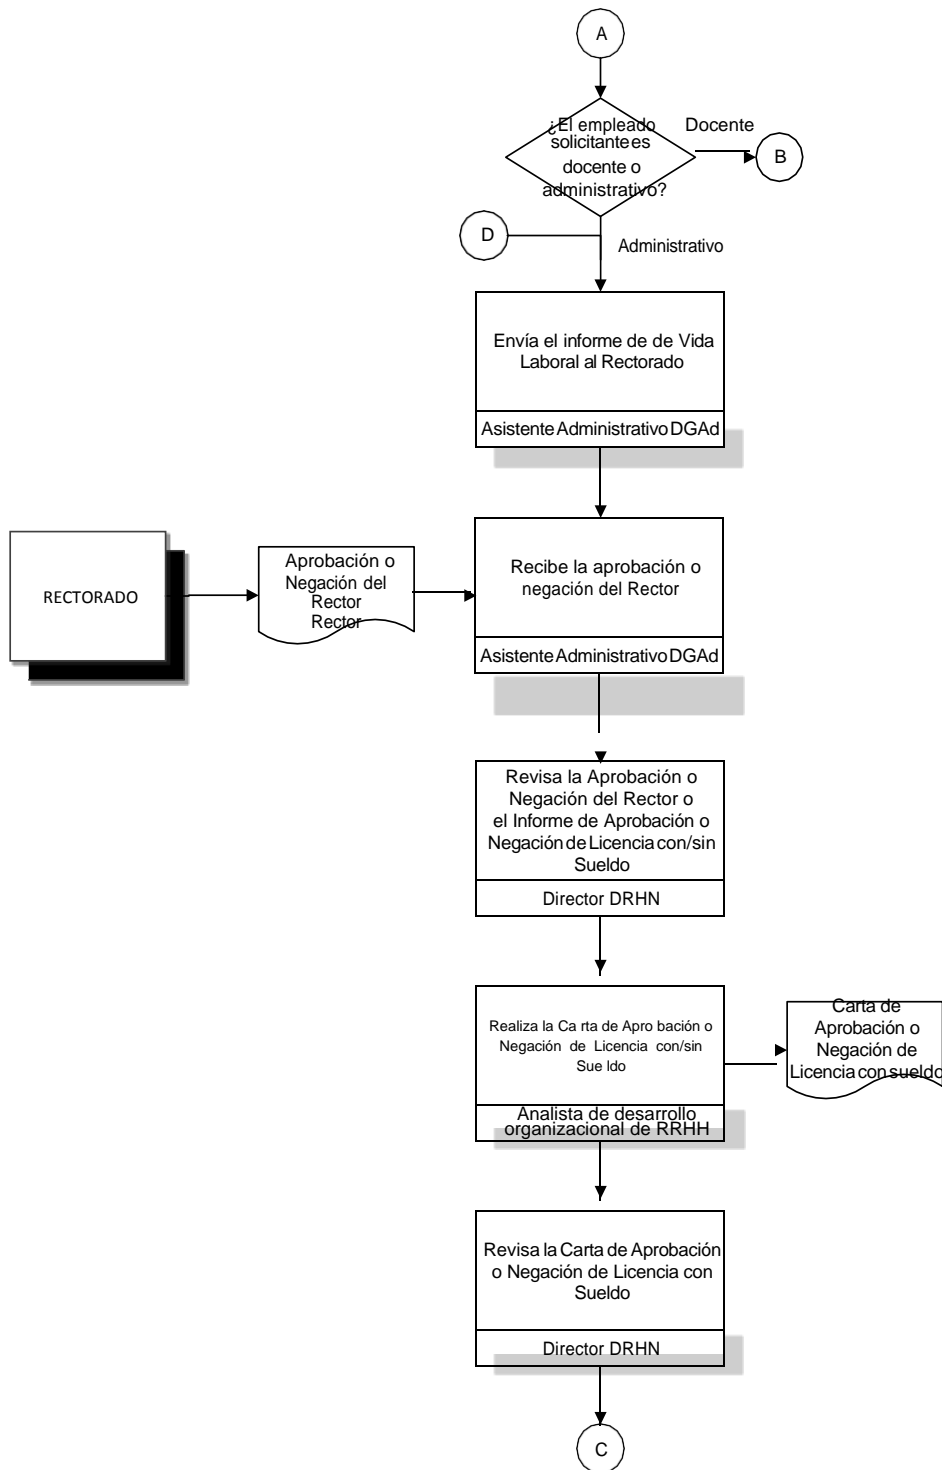 A
¿El empleado
solicitante es
docente o
administrativo?
Docente
B
D
Administrativo
Envía el informe de de Vida
Laboral al Rectorado
Asistente Administrativo DGAd
RECTORADO
Aprobación o
Negación del
Rector
Rector
Recibe la aprobación o
negación del Rector
Asistente Administrativo DGAd
Revisa la Aprobación o
Negación del Rector o
el Informe de Aprobación o
Negación de Licencia con/sin
Sueldo
Director DRHN
Realiza la Ca rta de Apro bación o
Negación de Licencia con/sin
Sue ldo
Analista de desarrollo
organizacional de RRHH
Carta de
Aprobación o
Negación de
Licencia con sueldo
Revisa la Carta de Aprobación
o Negación de Licencia con
Sueldo
Director DRHN
C